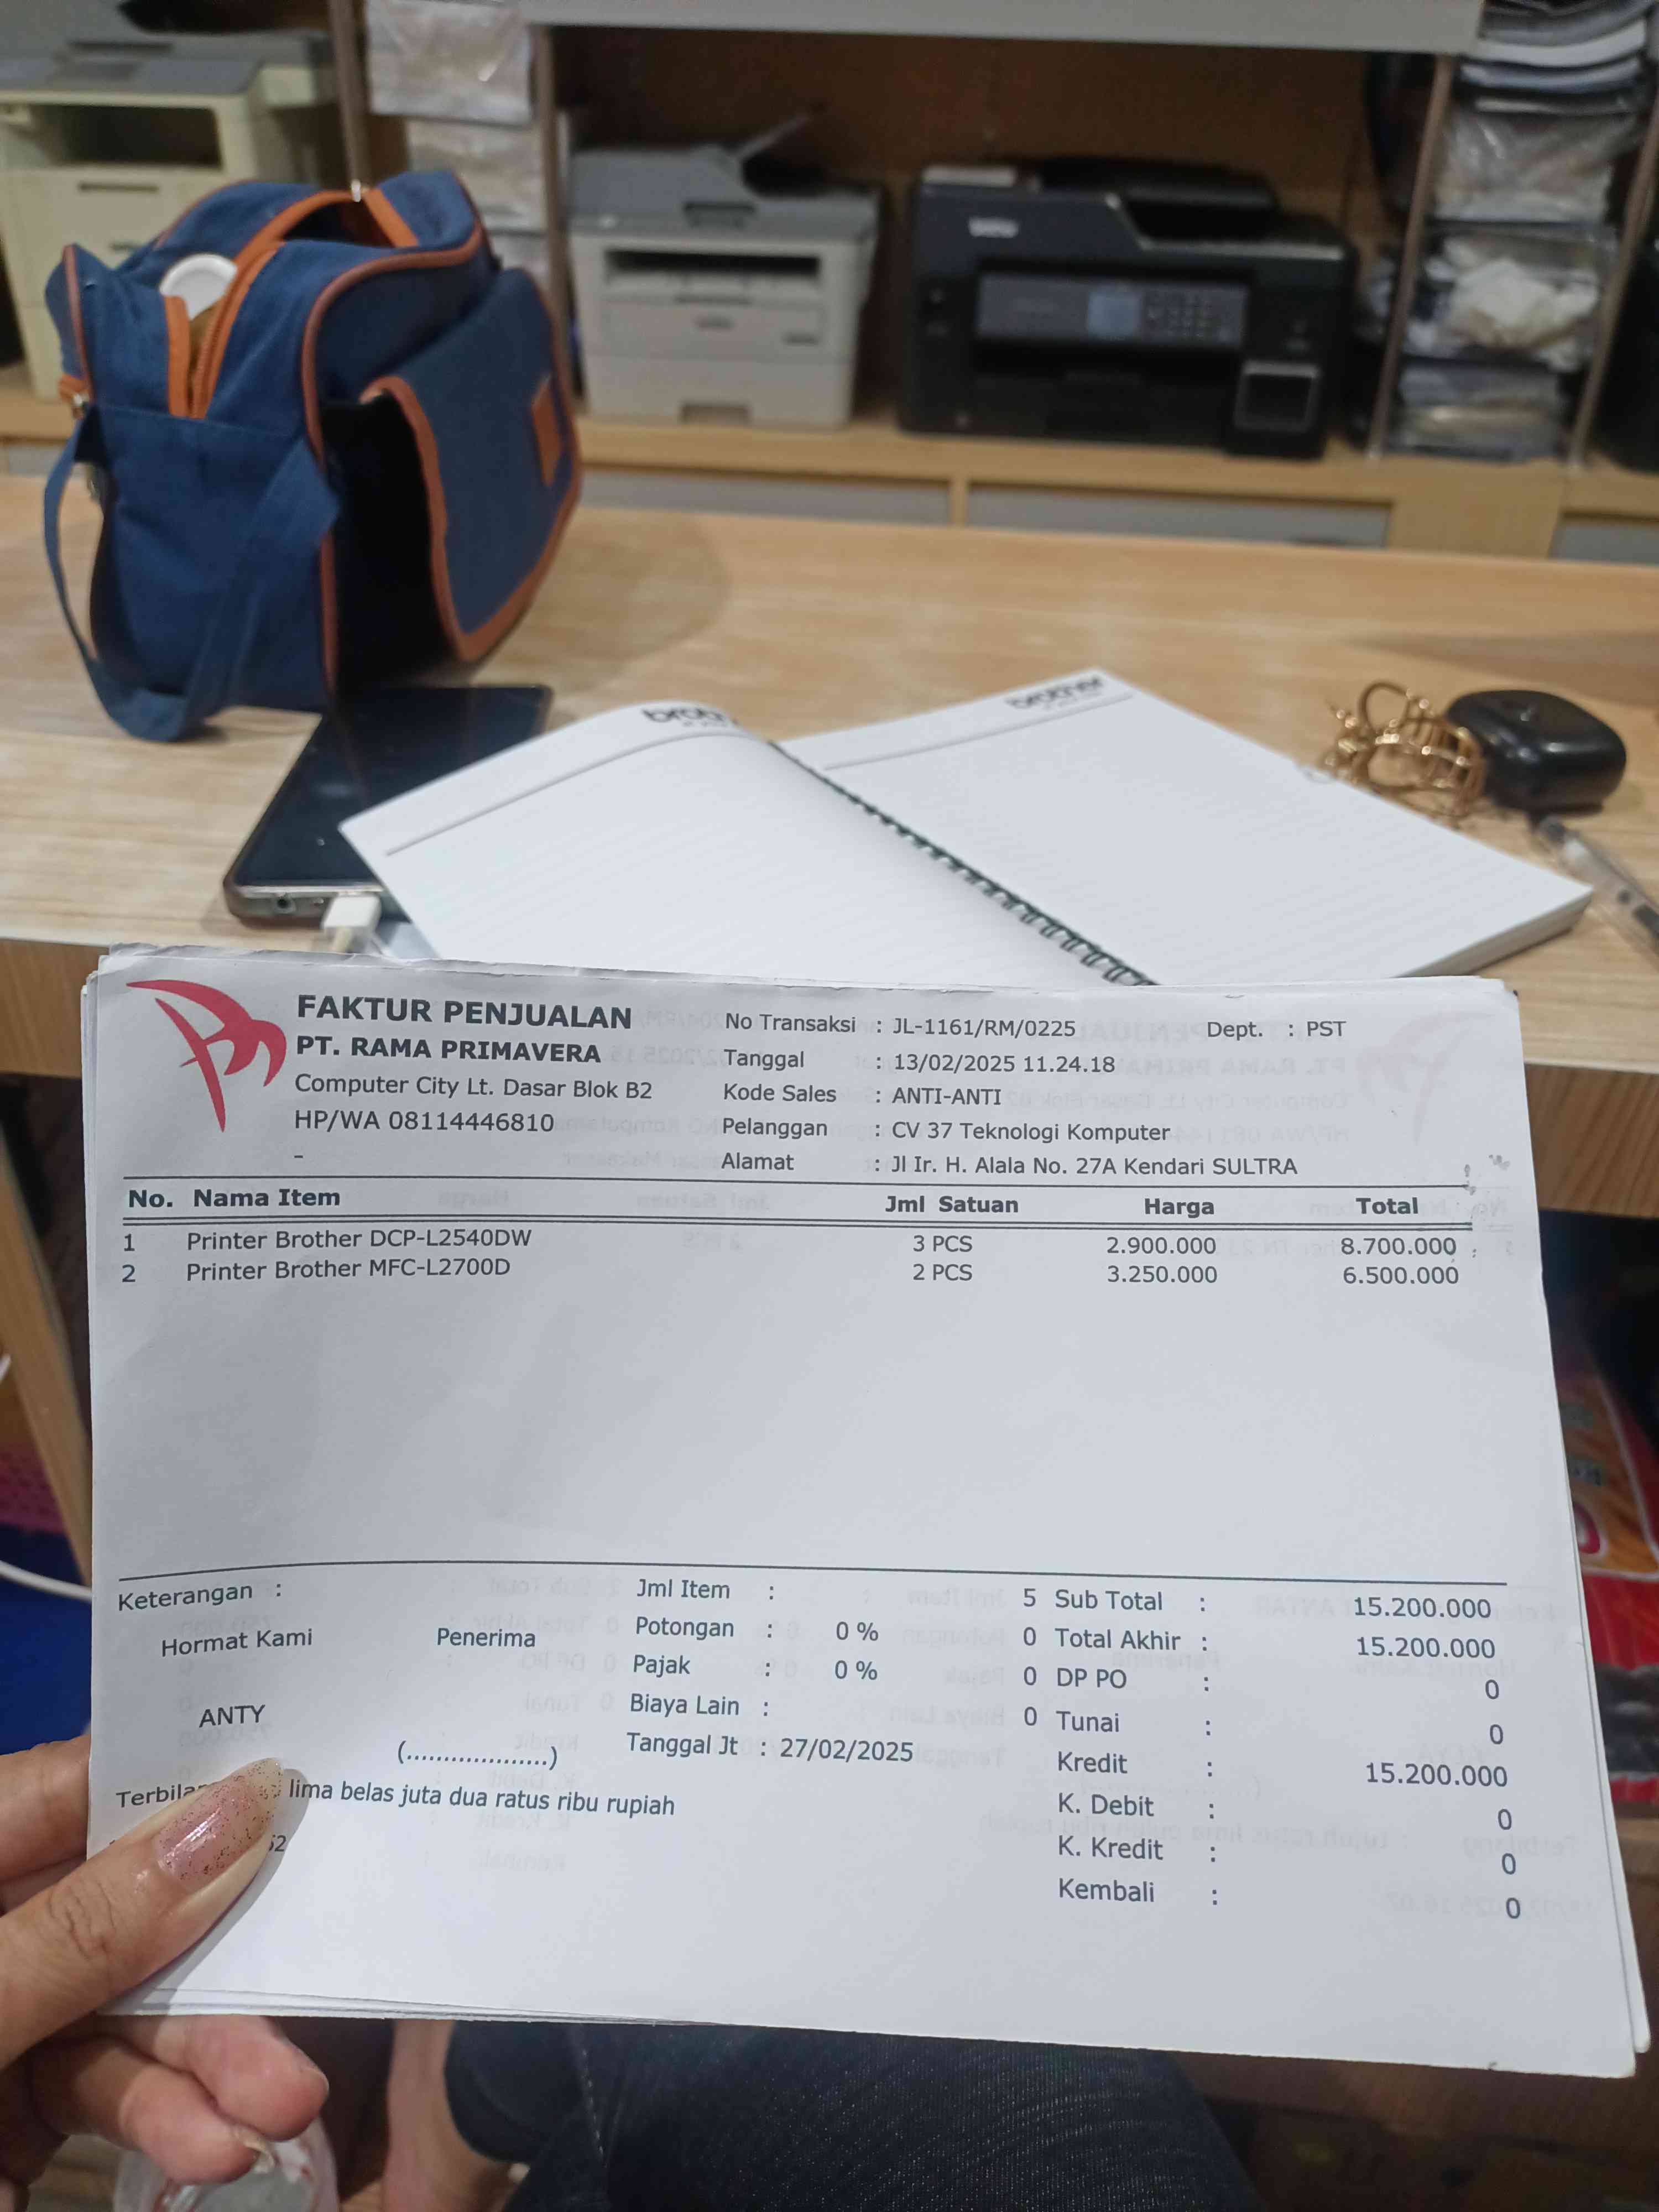 brother
FAKTUR PENJUALAN
PT. RAMA PRIMAVERA
Computer City Lt. Dasar Blok B2
HP/WA 08114446810
-
No Transaksi : JL-1161/RM/0225 Dept. : PST
Tanggal : 13/02/2025 11.24.18
Kode Sales : ANTI-ANTI
Pelanggan : CV 37 Teknologi Komputer
Alamat : Jl Ir. H. Alala No. 27A Kendari SULTRA
No. Nama Item Jml Satuan Harga Total
1 Printer Brother DCP-L2540DW 3 PCS 2.900.000 8.700.000
2 Printer Brother MFC-L2700D 2 PCS 3.250.000 6.500.000
Keterangan :
Hormat Kami Penerima
ANTY
(...................)
Jml Item : 5
Potongan : 0 % 0
Pajak : 0 % 0
Biaya Lain : 0
Tanggal Jt : 27/02/2025
Sub Total : 15.200.000
Total Akhir : 15.200.000
DP PO : 0
Tunai : 0
Kredit : 15.200.000
K. Debit : 0
K. Kredit : 0
Kembali : 0
lima belas juta dua ratus ribu rupiah